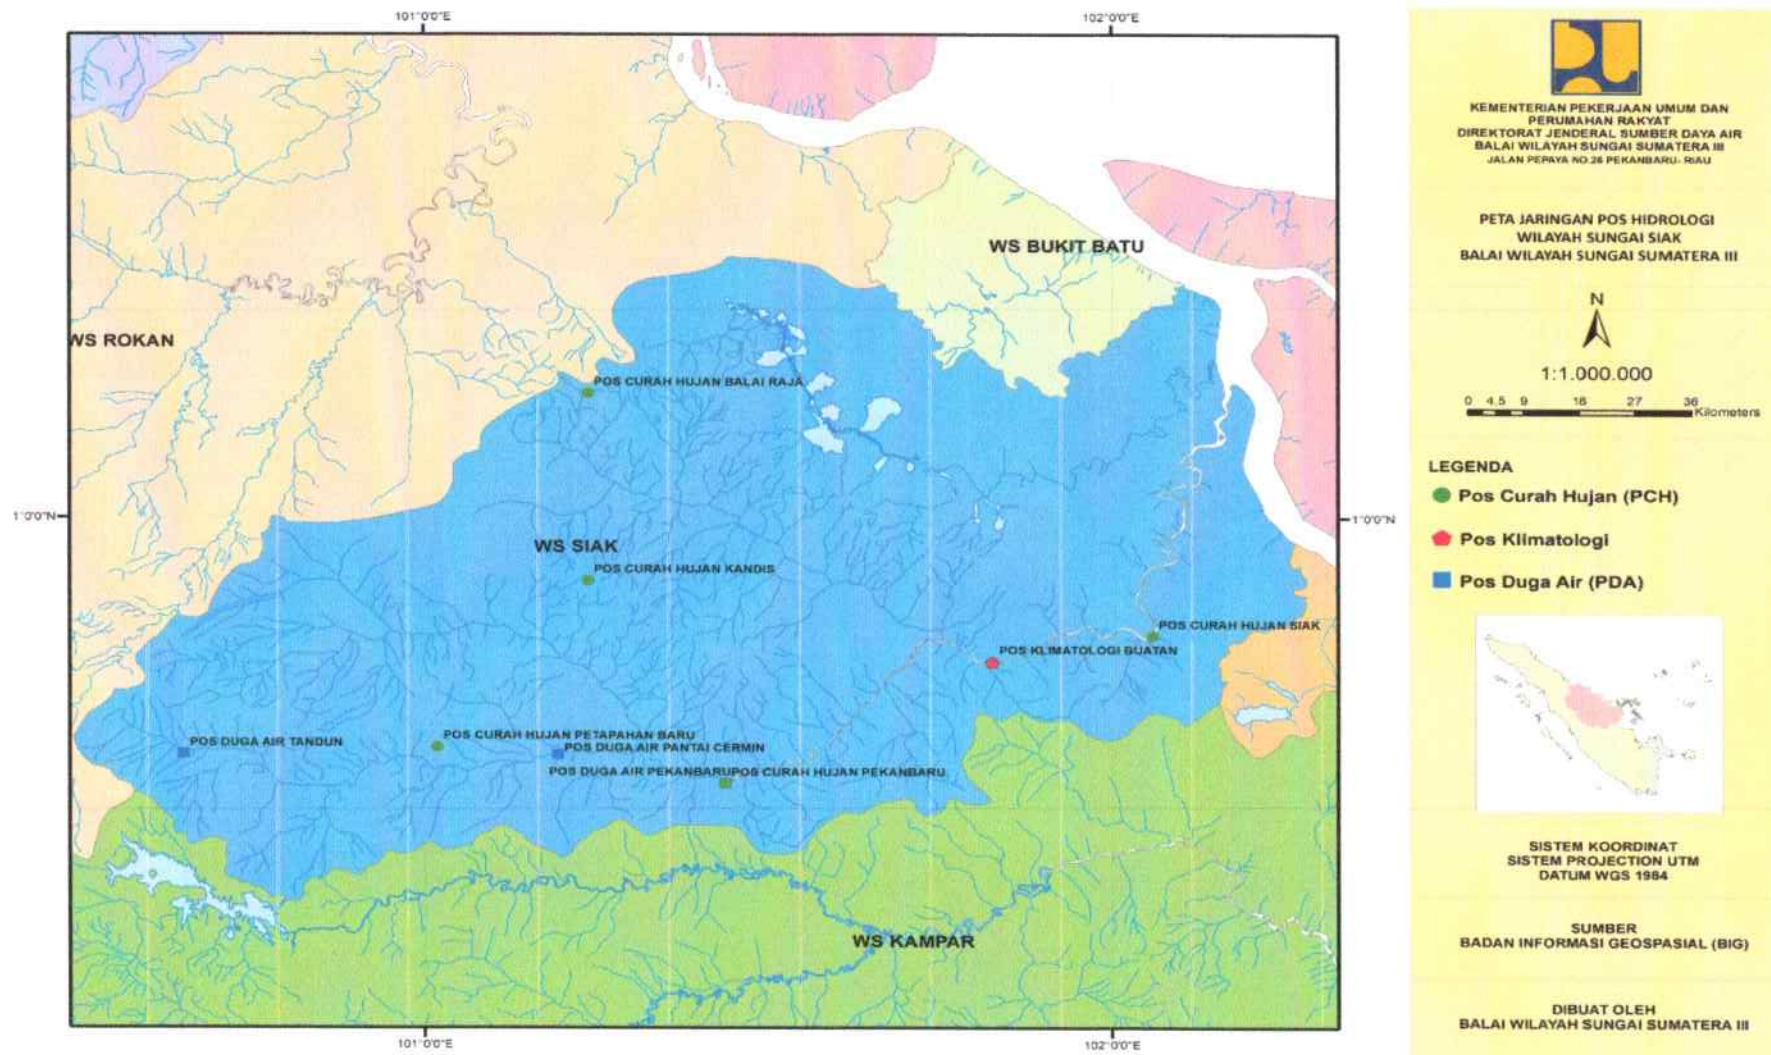 101°0'0"E
102°0'0"E
WS BUKIT BATU
WS ROKAN
POS CURAH HUJAN BALAI RAJA
1°0'0"N
1°0'0"N
WS SIAK
POS CURAH HUJAN KANDIS
POS CURAH HUJAN SIAK
POS KLIMATOLOGI BUATAN
POS DUGA AIR TANDUN
POS CURAH HUJAN PETAPAHAN BARU
POS DUGA AIR PANTAI CERMIN
POS DUGA AIR PEKANBARUPOS CURAH HUJAN PEKANBARU
WS KAMPAR
101°0'0"E
102°0'0"E
KEMENTERIAN PEKERJAAN UMUM DAN
PERUMAHAN RAKYAT
DIREKTORAT JENDERAL SUMBER DAYA AIR
BALAI WILAYAH SUNGAI SUMATERA III
JALAN PEPAYA NO.26 PEKANBARU- RIAU
PETA JARINGAN POS HIDROLOGI
WILAYAH SUNGAI SIAK
BALAI WILAYAH SUNGAI SUMATERA III
N
1:1.000.000
0 4.5 9 18 27 36
Kilometers
LEGENDA
Pos Curah Hujan (PCH)
Pos Klimatologi
Pos Duga Air (PDA)
SISTEM KOORDINAT
SISTEM PROJECTION UTM
DATUM WGS 1984
SUMBER
BADAN INFORMASI GEOSPASIAL (BIG)
DIBUAT OLEH
BALAI WILAYAH SUNGAI SUMATERA III